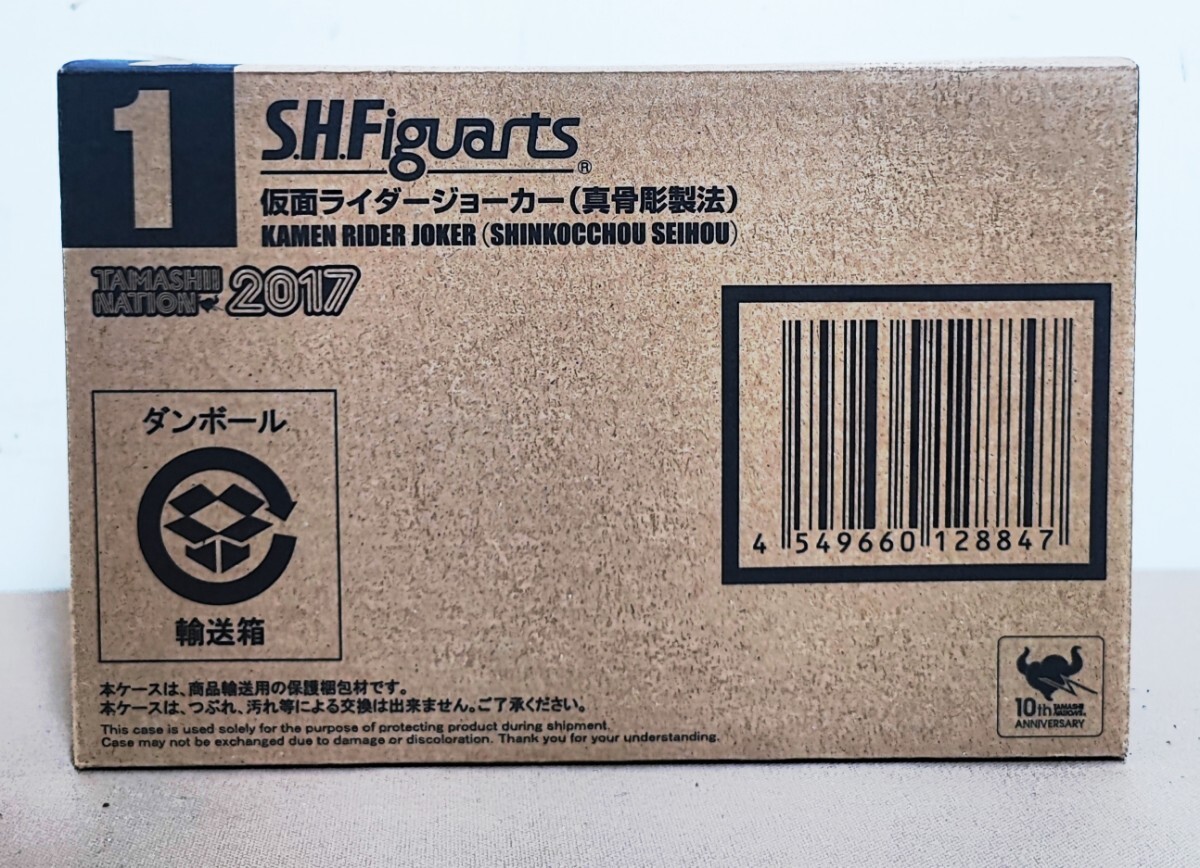 1
S.H.Figuarts®
仮面ライダージョーカー(真骨彫製法)
KAMEN RIDER JOKER (SHINKOCCHOU SEIHOU)
TAMASHII
NATION 2017
ダンボール
輸送箱
4 549660 128847
本ケースは、商品輸送用の保護梱包材です。
本ケースは、つぶれ、汚れ等による交換は出来ません。ご了承ください。
This case is used solely for the purpose of protecting product during shipment.
Case may not be exchanged due to damage or discoloration. Thank you for your understanding.
10th TAMASHII NATIONS
ANNIVERSARY